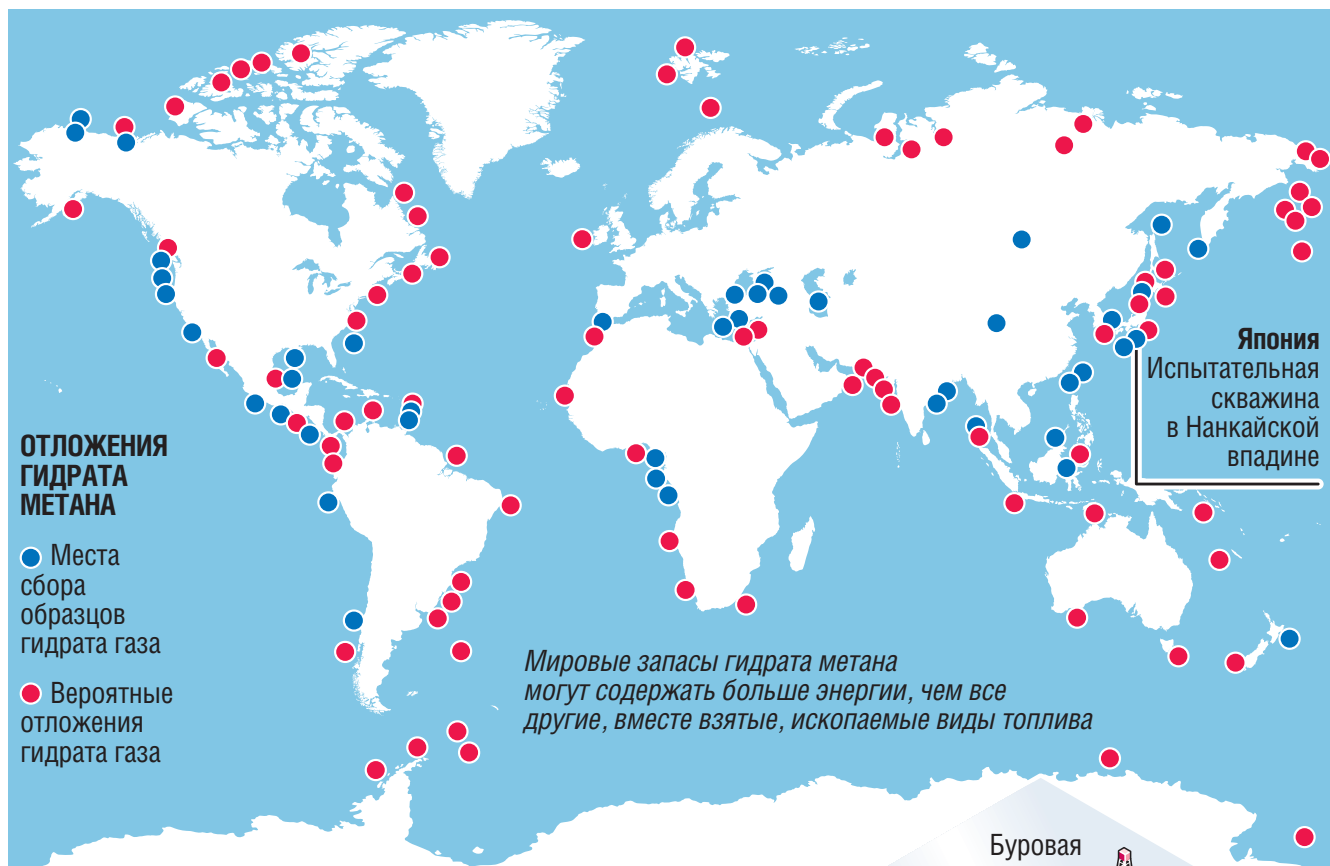 ОТЛОЖЕНИЯ
ГИДРАТА
МЕТАНА
Места
сбора
образцов
гидрата газа
Вероятные
отложения
гидрата газа
Япония
Испытательная
скважина
в Нанкайской
впадине
Мировые запасы гидрата метана
могут содержать больше энергии, чем все
другие, вместе взятые, ископаемые виды топлива
Буровая